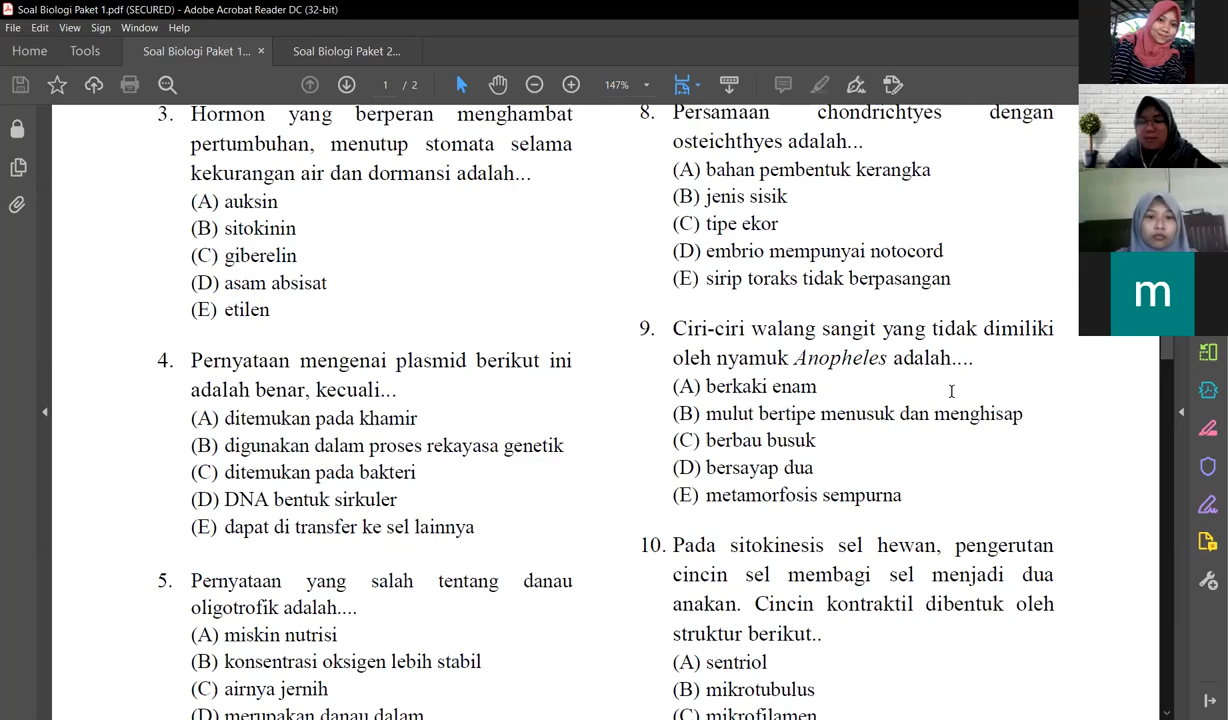 Soal Biologi Paket 1.pdf (SECURED) - Adobe Acrobat Reader DC (32-bit)
File Edit View Sign Window Help
Home Tools Soal Biologi Paket 1... × Soal Biologi Paket 2...
1 / 2 147%
3. Hormon yang berperan menghambat
pertumbuhan, menutup stomata selama
kekurangan air dan dormansi adalah...
(A) auksin
(B) sitokinin
(C) giberelin
(D) asam absisat
(E) etilen
4. Pernyataan mengenai plasmid berikut ini
adalah benar, kecuali...
(A) ditemukan pada khamir
(B) digunakan dalam proses rekayasa genetik
(C) ditemukan pada bakteri
(D) DNA bentuk sirkuler
(E) dapat di transfer ke sel lainnya
5. Pernyataan yang salah tentang danau
oligotrofik adalah....
(A) miskin nutrisi
(B) konsentrasi oksigen lebih stabil
(C) airnya jernih
(D) merupakan danau dalam
8. Persamaan chondrichtyes dengan
osteichthyes adalah...
(A) bahan pembentuk kerangka
(B) jenis sisik
(C) tipe ekor
(D) embrio mempunyai notocord
(E) sirip toraks tidak berpasangan
9. Ciri-ciri walang sangit yang tidak dimiliki
oleh nyamuk Anopheles adalah....
(A) berkaki enam
(B) mulut bertipe menusuk dan menghisap
(C) berbau busuk
(D) bersayap dua
(E) metamorfosis sempurna
10. Pada sitokinesis sel hewan, pengerutan
cincin sel membagi sel menjadi dua
anakan. Cincin kontraktil dibentuk oleh
struktur berikut..
(A) sentriol
(B) mikrotubulus
(C) mikrofilamen
m